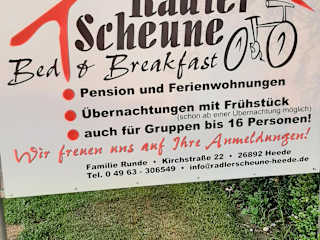 Radler
Scheune
Bed & Breakfast
Pension und Ferienwohnungen
Übernachtungen mit Frühstück
(schon ab einer Übernachtung möglich)
auch für Gruppen bis 16 Personen!
Wir freuen uns auf Ihre Anmeldungen!
Familie Runde • Kirchstraße 22 • 26892 Heede
Tel. 0 49 63 - 306549 • info@radlerscheune-heede.de